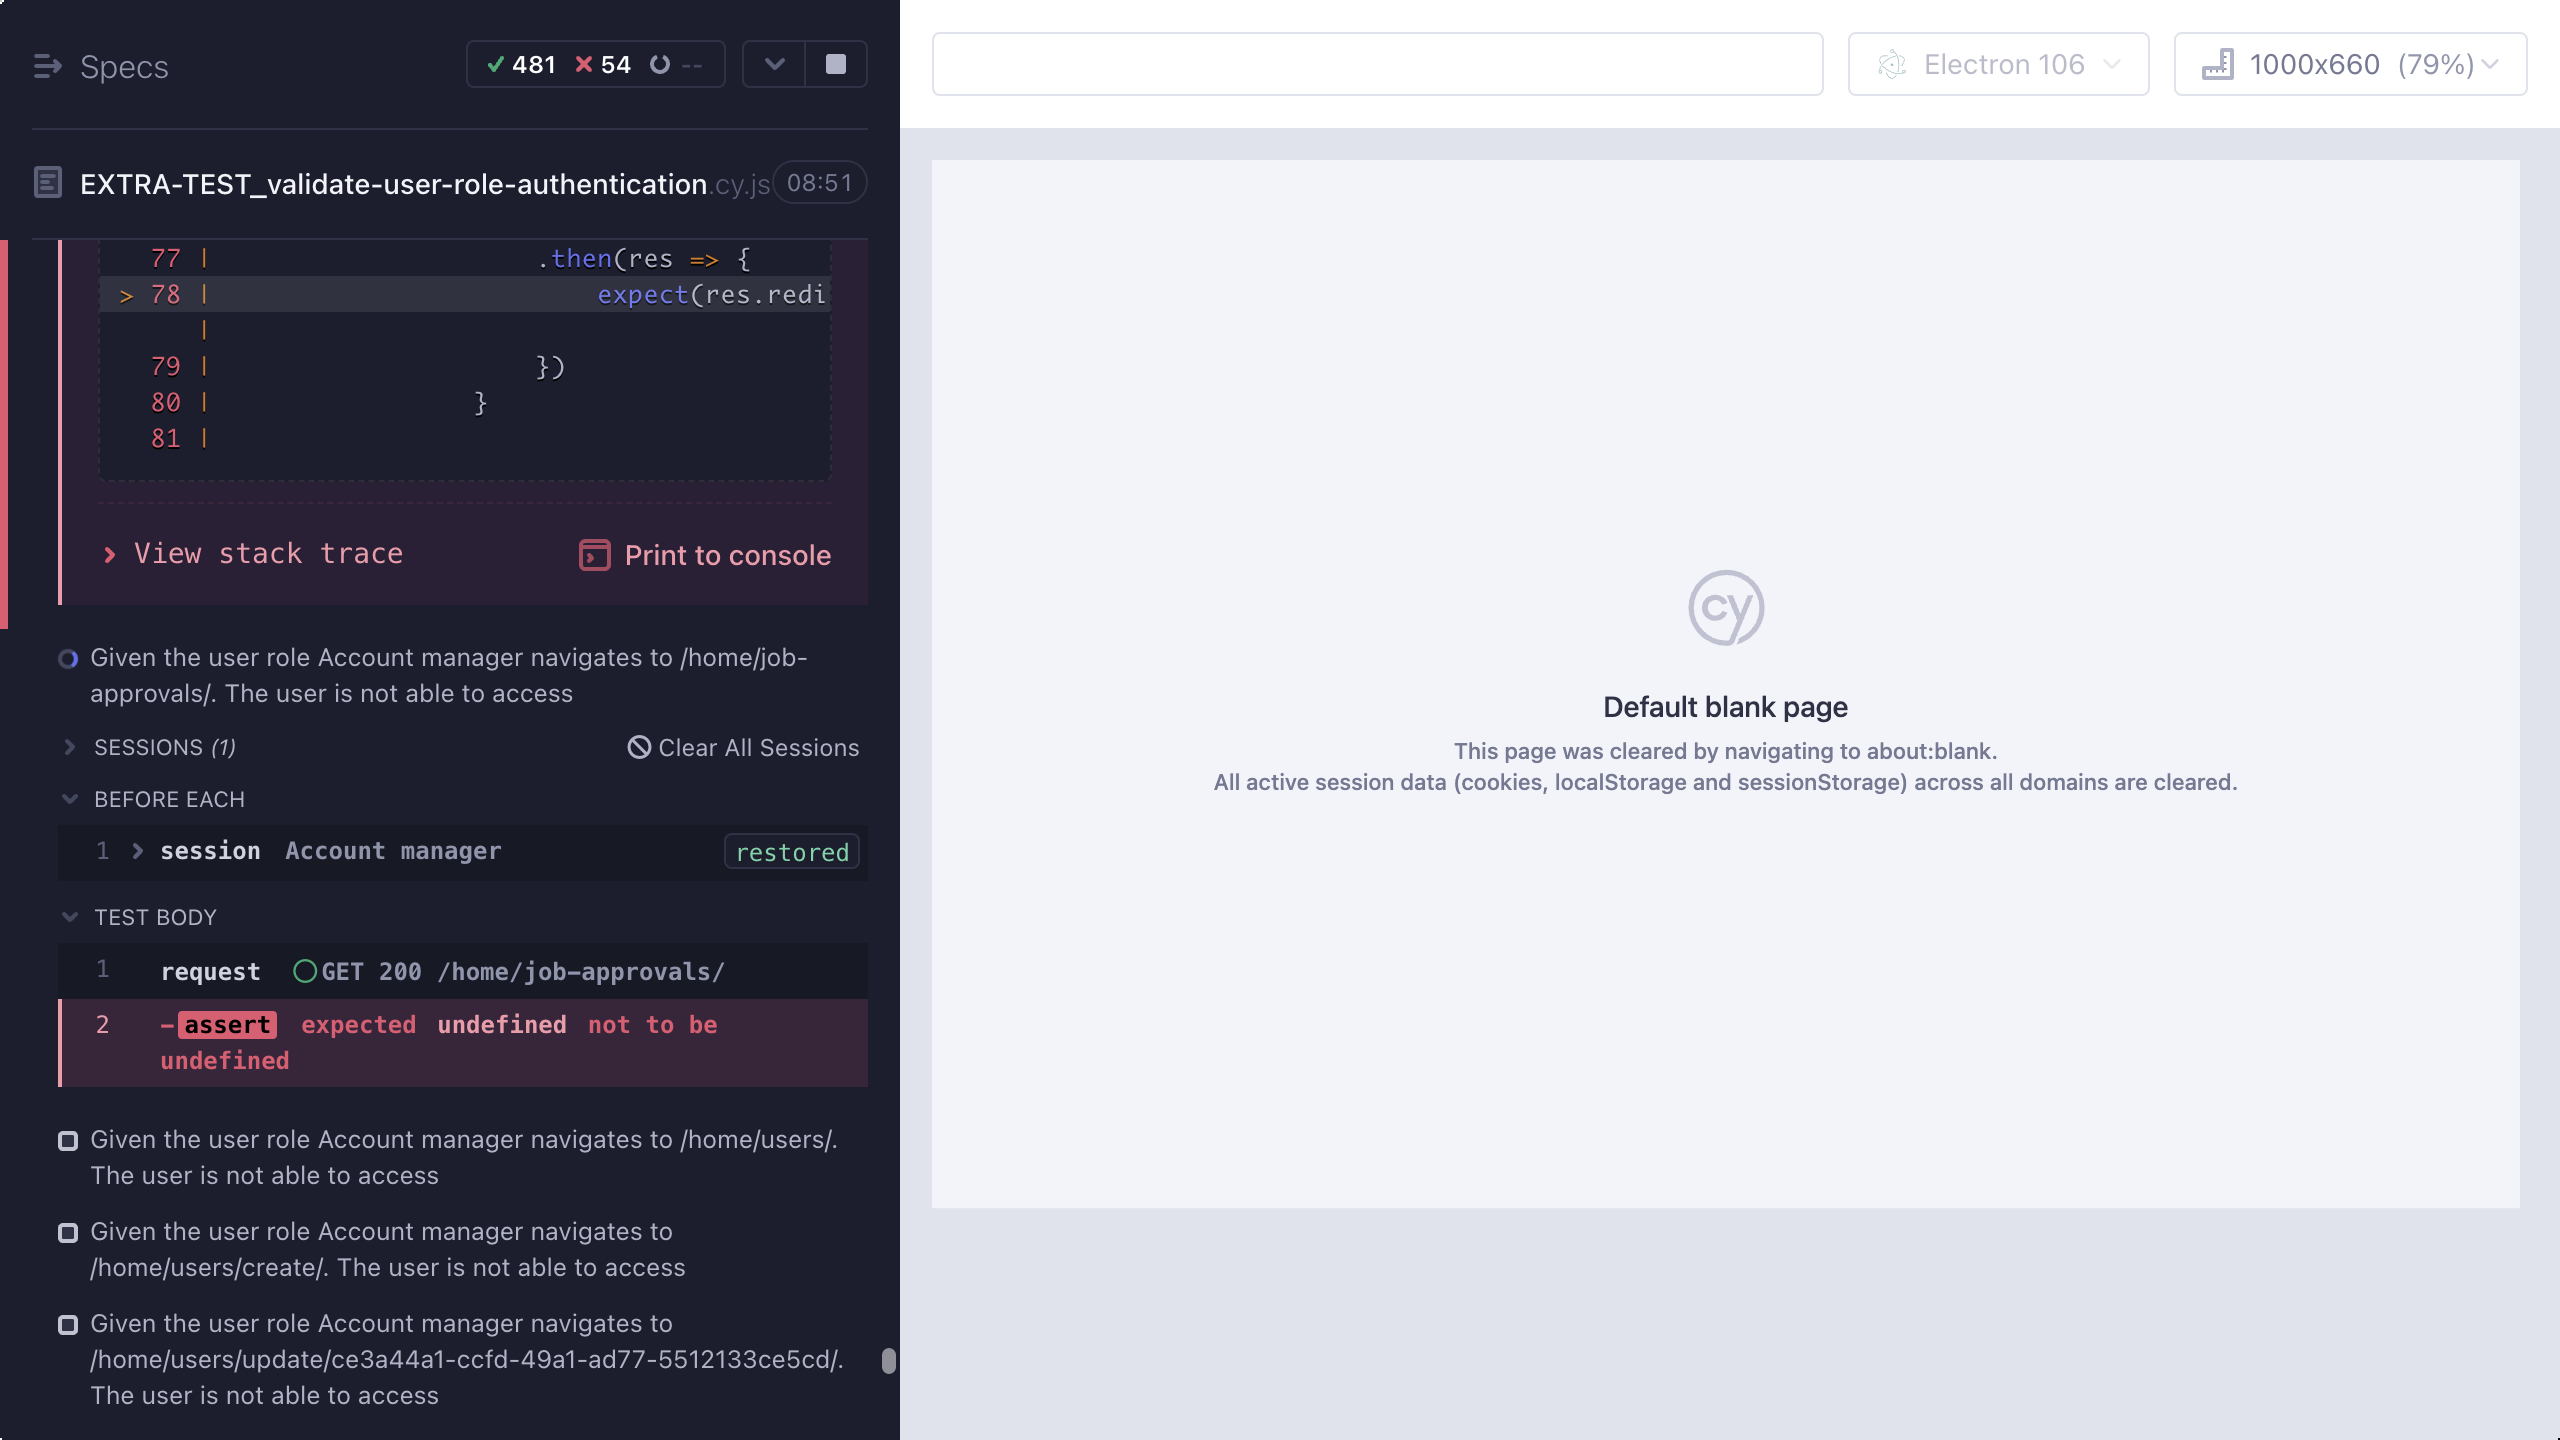 Specs
481 54 --
EXTRA-TEST_validate-user-role-authentication.cy.js 08:51
77 | .then(res => {
> 78 | expect(res.redi
|
79 | })
80 | }
81 |
View stack trace
Print to console
Given the user role Account manager navigates to /home/job-
approvals/. The user is not able to access
SESSIONS (1)
Clear All Sessions
BEFORE EACH
1 session Account manager restored
TEST BODY
1 request GET 200 /home/job-approvals/
2 -assert expected undefined not to be
undefined
Given the user role Account manager navigates to /home/users/.
The user is not able to access
Given the user role Account manager navigates to
/home/users/create/. The user is not able to access
Given the user role Account manager navigates to
/home/users/update/ce3a44a1-ccfd-49a1-ad77-5512133ce5cd/.
The user is not able to access
Electron 106
1000x660 (79%)
cy
Default blank page
This page was cleared by navigating to about:blank.
All active session data (cookies, localStorage and sessionStorage) across all domains are cleared.